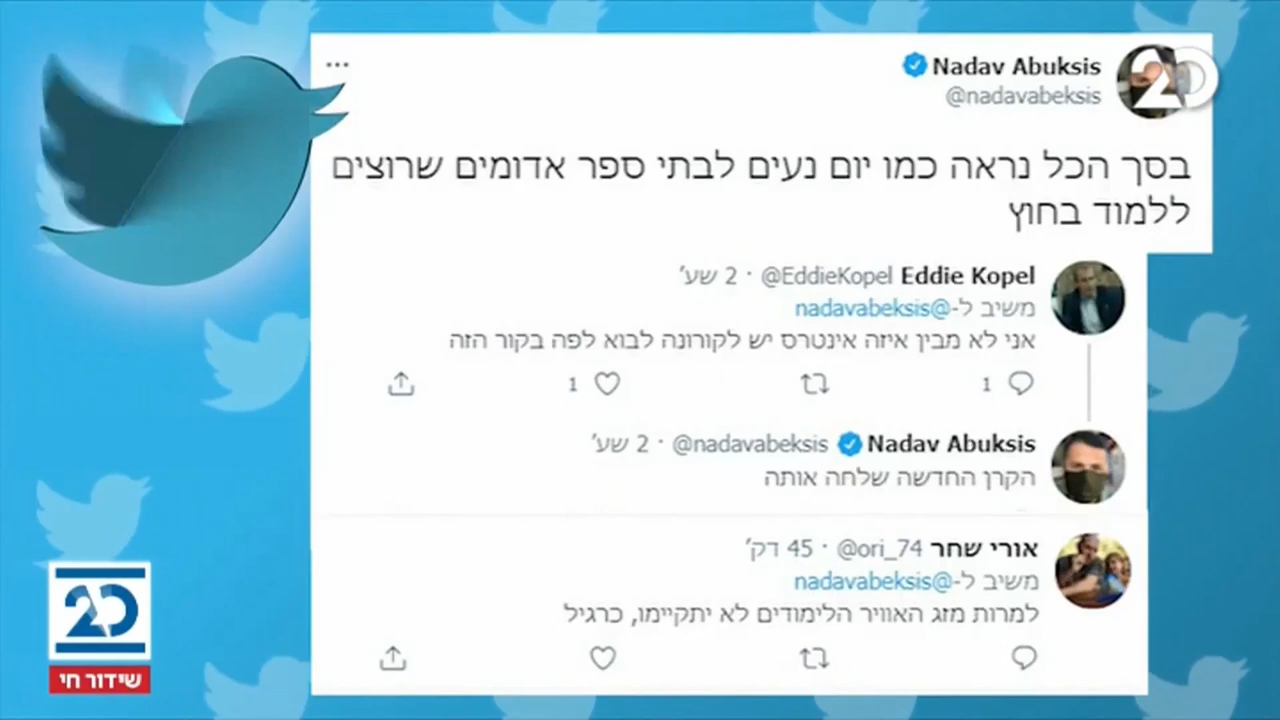 Nadav Abuksis
@nadavabeksis
20
בסך הכל נראה כמו יום נעים לבתי ספר אדומים שרוצים
ללמוד בחוץ
Eddie Kopel @EddieKopel · 2 שע׳
משיב ל-@nadavabeksis
אני לא מבין איזה אינטרס יש לקורונה לבוא לפה בקור הזה
1 1
Nadav Abuksis @nadavabeksis · 2 שע׳
הקרן החדשה שלחה אותה
אורי שחר @ori_74 · 45 דק׳
משיב ל-@nadavabeksis
למרות מזג האוויר הלימודים לא יתקיימו, כרגיל
20
שידור חי